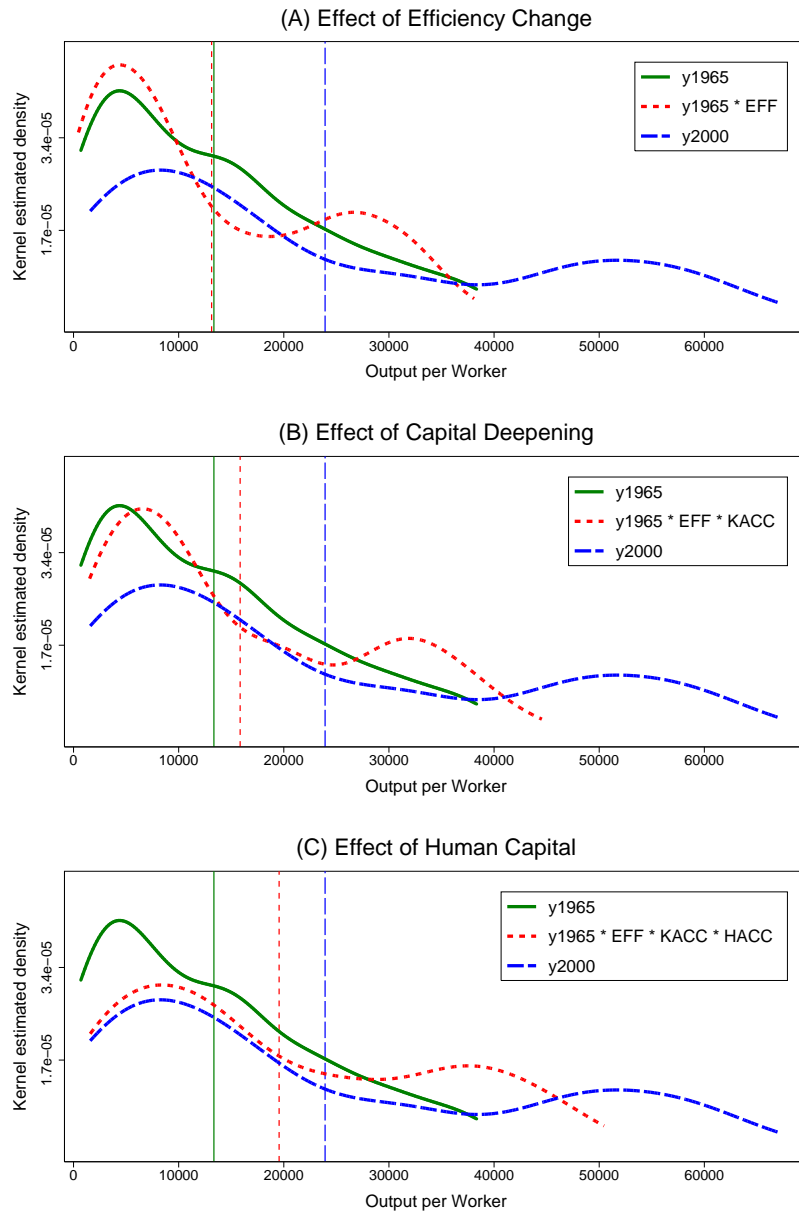 (A) Effect of Efficiency Change
Kernel estimated density
3.4e−05
1.7e−05
y1965
y1965 * EFF
y2000
0 10000 20000 30000 40000 50000 60000
Output per Worker
(B) Effect of Capital Deepening
Kernel estimated density
3.4e−05
1.7e−05
y1965
y1965 * EFF * KACC
y2000
0 10000 20000 30000 40000 50000 60000
Output per Worker
(C) Effect of Human Capital
Kernel estimated density
3.4e−05
1.7e−05
y1965
y1965 * EFF * KACC * HACC
y2000
0 10000 20000 30000 40000 50000 60000
Output per Worker